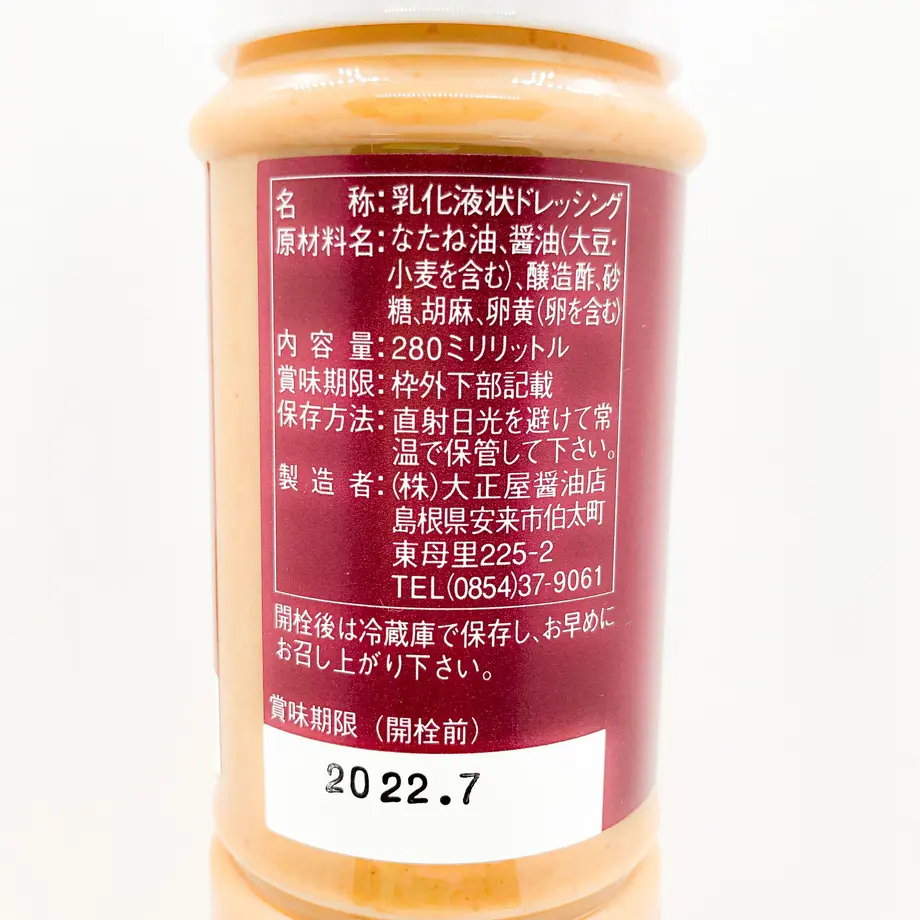 名称:乳化液状ドレッシング
原材料名:なたね油、醤油(大豆・
小麦を含む)、醸造酢、砂
糖、胡麻、卵黄(卵を含む)
内容量:280ミリリットル
賞味期限:枠外下部記載
保存方法:直射日光を避けて常
温で保管して下さい。
製造者:(株)大正屋醤油店
島根県安来市伯太町
東母里225-2
TEL(0854)37-9061
開栓後は冷蔵庫で保存し、お早めに
お召し上がり下さい。
賞味期限(開栓前)
2022.7